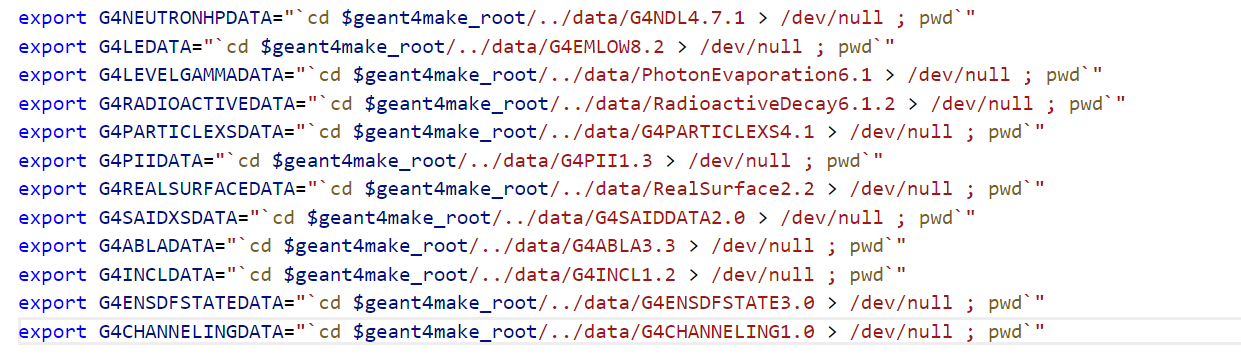 export G4NEUTRONHPDATA="`cd $geant4make_root/../data/G4NDL4.7.1 > /dev/null ; pwd`"
export G4LEDATA="`cd $geant4make_root/../data/G4EMLOW8.2 > /dev/null ; pwd`"
export G4LEVELGAMMADATA="`cd $geant4make_root/../data/PhotonEvaporation6.1 > /dev/null ; pwd`"
export G4RADIOACTIVEDATA="`cd $geant4make_root/../data/RadioactiveDecay6.1.2 > /dev/null ; pwd`"
export G4PARTICLEXSDATA="`cd $geant4make_root/../data/G4PARTICLEXS4.1 > /dev/null ; pwd`"
export G4PIIDATA="`cd $geant4make_root/../data/G4PII1.3 > /dev/null ; pwd`"
export G4REALSURFACEDATA="`cd $geant4make_root/../data/RealSurface2.2 > /dev/null ; pwd`"
export G4SAIDXSDATA="`cd $geant4make_root/../data/G4SAIDDATA2.0 > /dev/null ; pwd`"
export G4ABLADATA="`cd $geant4make_root/../data/G4ABLA3.3 > /dev/null ; pwd`"
export G4INCLDATA="`cd $geant4make_root/../data/G4INCL1.2 > /dev/null ; pwd`"
export G4ENSDFSTATEDATA="`cd $geant4make_root/../data/G4ENSDFSTATE3.0 > /dev/null ; pwd`"
export G4CHANNELINGDATA="`cd $geant4make_root/../data/G4CHANNELING1.0 > /dev/null ; pwd`"